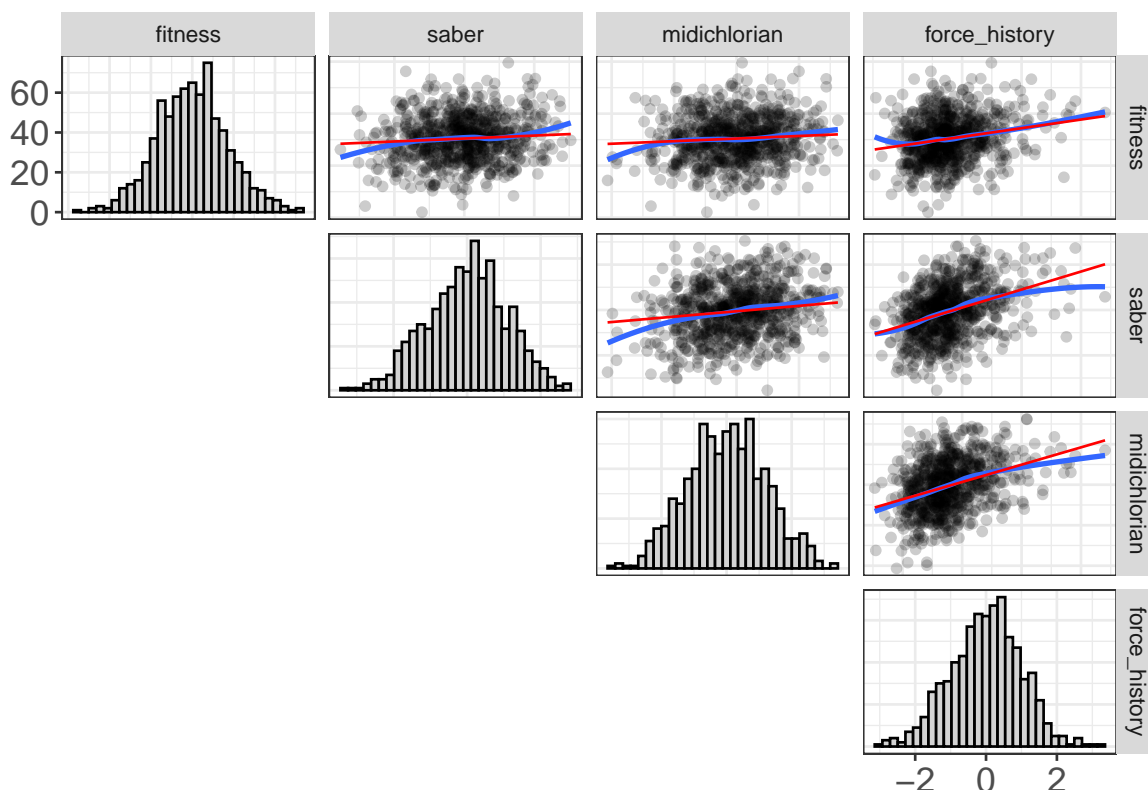 fitness
saber
midichlorian
force_history
60
40
20
0
fitness
saber
midichlorian
force_history
−2
0
2